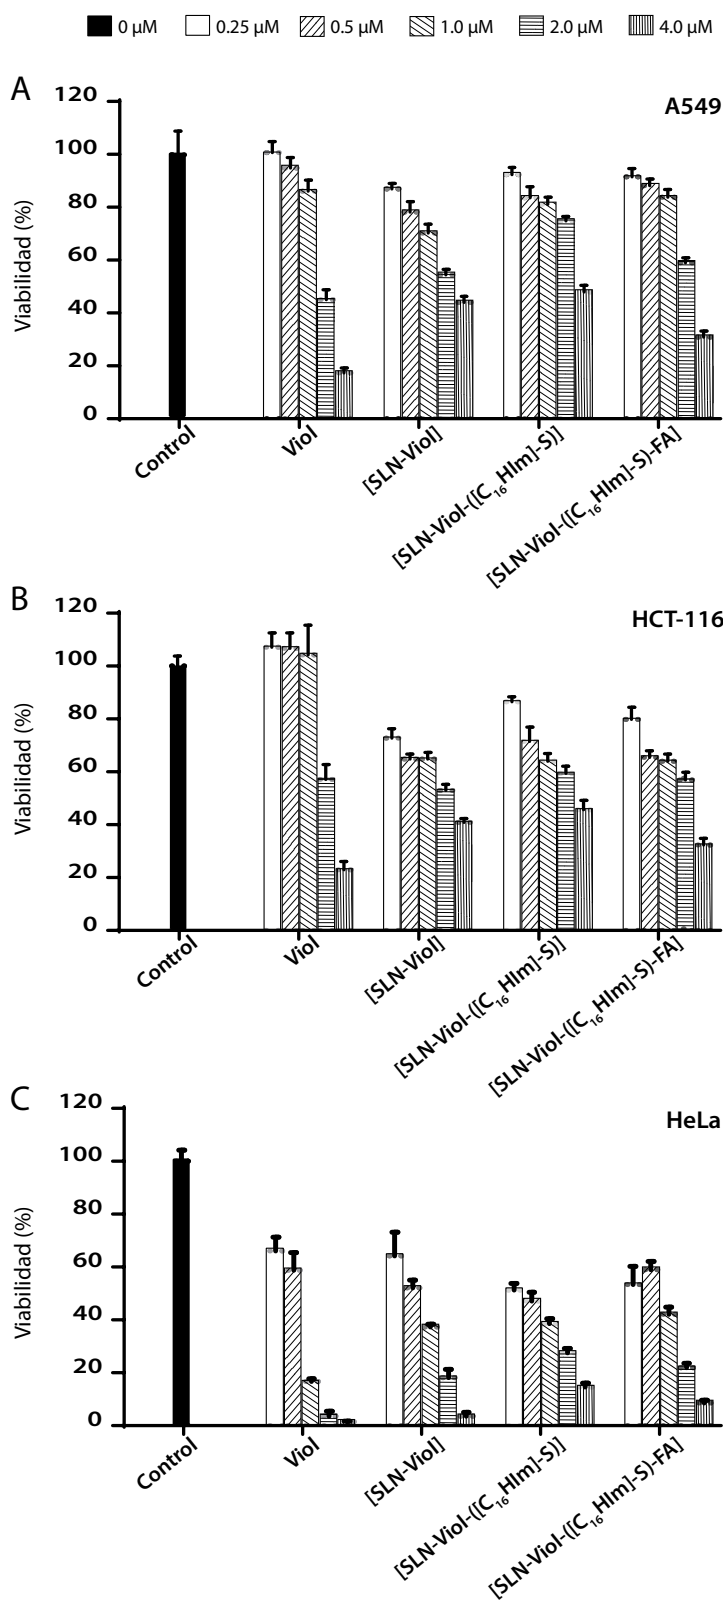 0 µM 0.25 µM 0.5 µM 1.0 µM 2.0 µM 4.0 µM
A
A549
120
100
80
60
40
20
0
Viabilidad (%)
Control
Viol
[SLN-Viol]
[SLN-Viol-([C₁₆HIm]-S)]
[SLN-Viol-([C₁₆HIm]-S)-FA]
B
HCT-116
120
100
80
60
40
20
0
Viabilidad (%)
Control
Viol
[SLN-Viol]
[SLN-Viol-([C₁₆HIm]-S)]
[SLN-Viol-([C₁₆HIm]-S)-FA]
C
HeLa
120
100
80
60
40
20
0
Viabilidad (%)
Control
Viol
[SLN-Viol]
[SLN-Viol-([C₁₆HIm]-S)]
[SLN-Viol-([C₁₆HIm]-S)-FA]